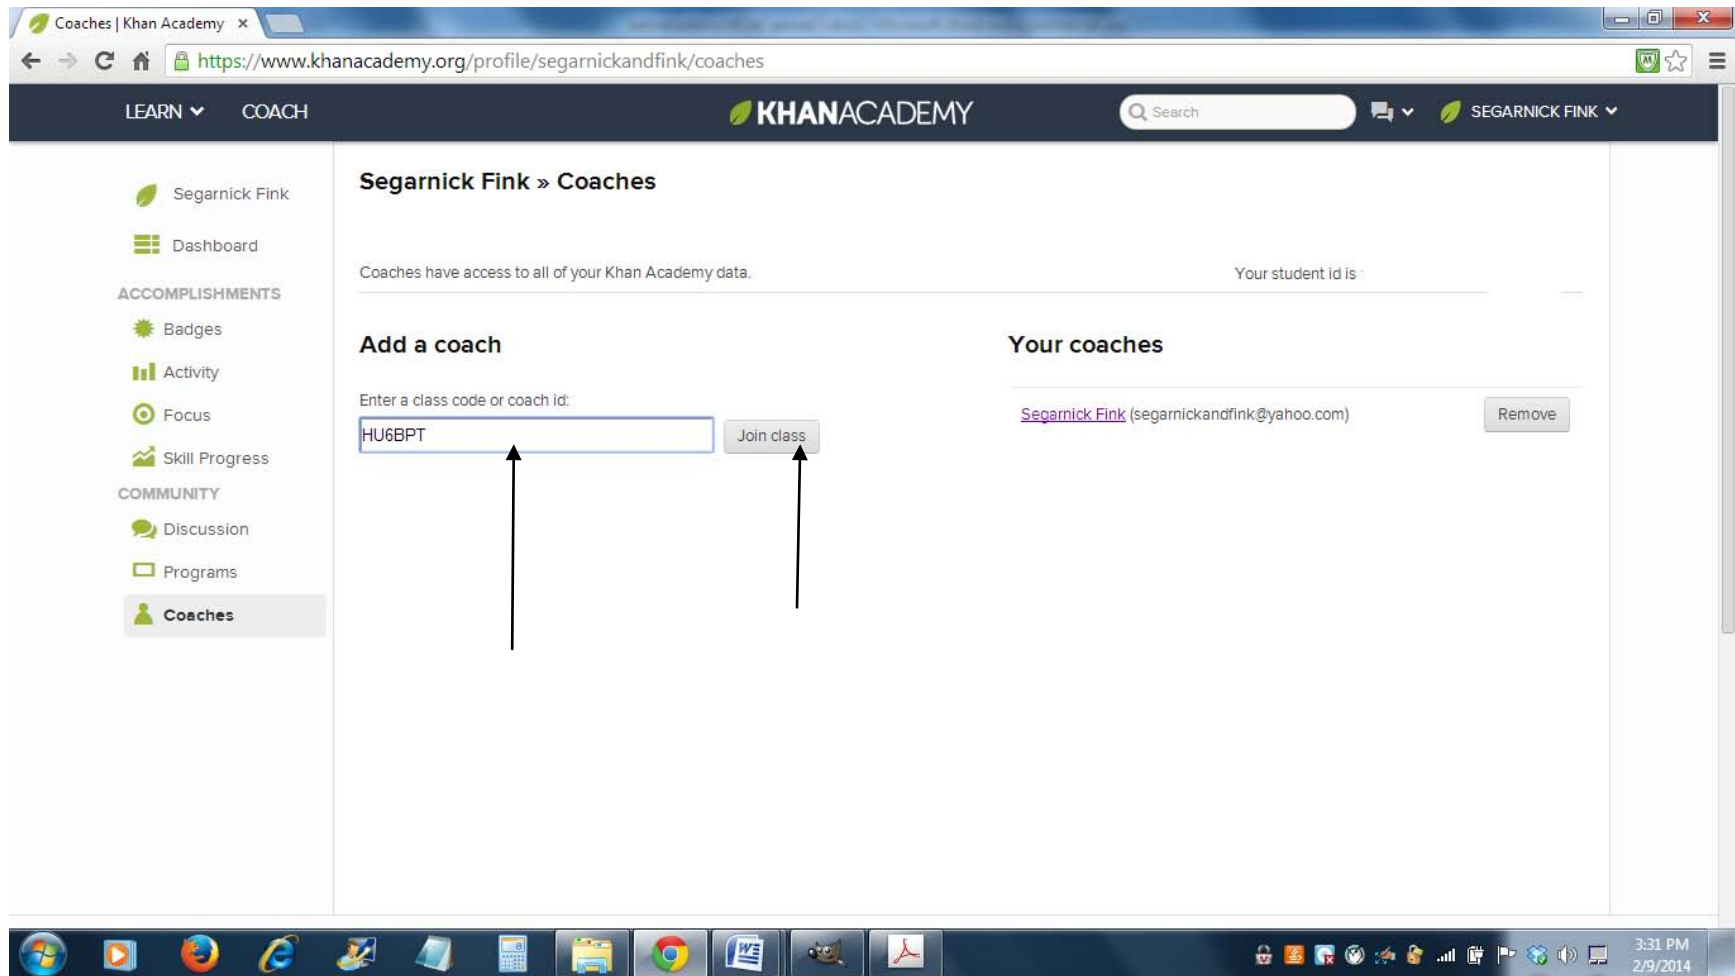 Coaches | Khan Academy
https://www.khanacademy.org/profile/segarnickandfink/coaches
LEARN COACH KHANACADEMY Search SEGARNICK FINK
Segarnick Fink
Dashboard
ACCOMPLISHMENTS
Badges
Activity
Focus
Skill Progress
COMMUNITY
Discussion
Programs
Coaches
Segarnick Fink » Coaches
Coaches have access to all of your Khan Academy data.
Your student id is
Add a coach
Enter a class code or coach id:
HU6BPT Join class
Your coaches
Segarnick Fink (segarnickandfink@yahoo.com) Remove
3:31 PM
2/9/2014